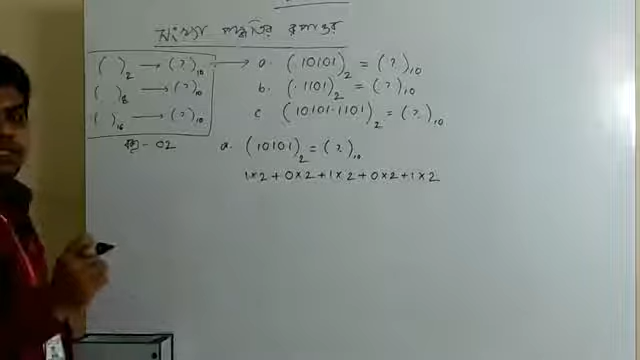 সংখ্যা পদ্ধতির রূপান্তর
( )₂ → (?)₁₀ → a. (10101)₂ = (?)₁₀
( )₈ → (?)₁₀ b. (.1101)₂ = (?)₁₀
( )₁₆ → (?)₁₀ c (10101.1101)₂ = (?)₁₀
- 02 a. (10101)₂ = (?)₁₀
1×2 + 0×2 + 1×2 + 0×2 + 1×2